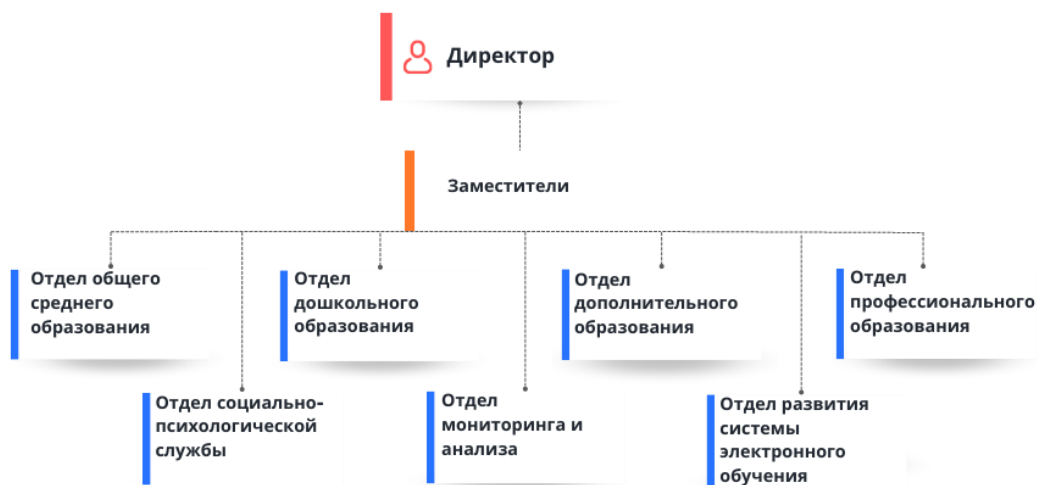 Директор
Заместители
Отдел общего
среднего
образования
Отдел
дошкольного
образования
Отдел
дополнительного
образования
Отдел
профессионального
образования
Отдел социально-
психологической
службы
Отдел
мониторинга и
анализа
Отдел развития
системы
электронного
обучения